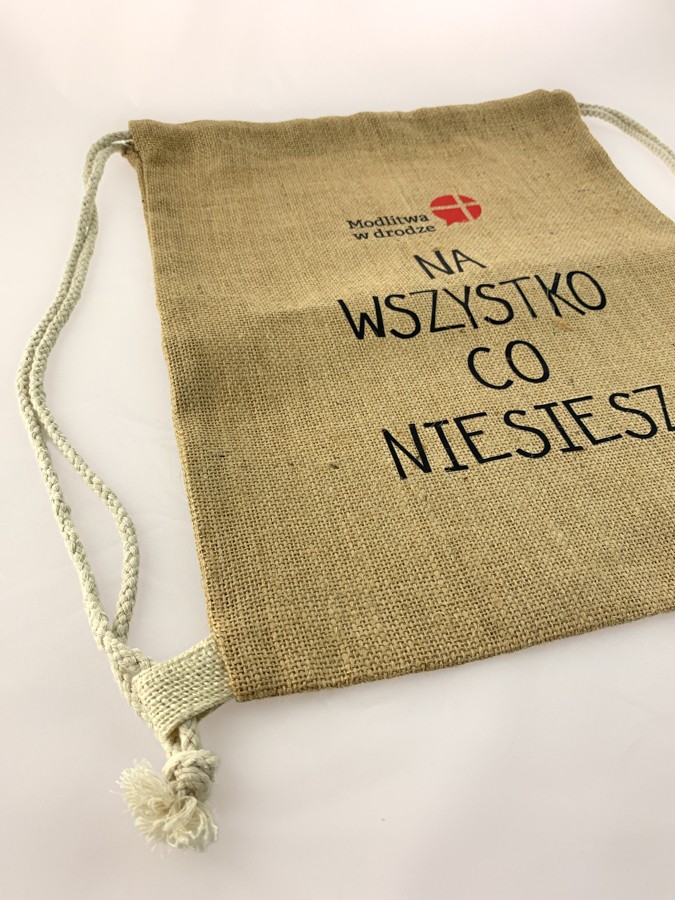 Modlitwa
w drodze
NA
WSZYSTKO
CO
NIESIESZ